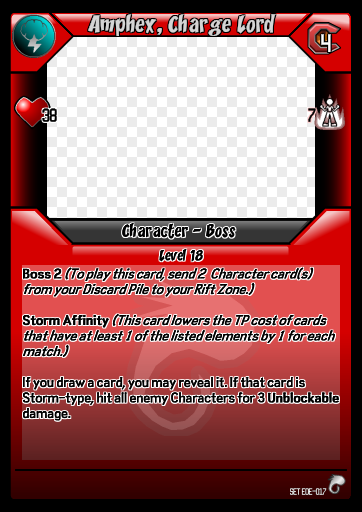 Amphex, Charge Lord
4
38
7
Character - Boss
Level 18
Boss 2 (To play this card, send 2 Character card(s)
from your Discard Pile to your Rift Zone.)
Storm Affinity (This card lowers the TP cost of cards
that have at least 1 of the listed elements by 1 for each
match.)
If you draw a card, you may reveal it. If that card is
Storm-type, hit all enemy Characters for 3 Unblockable
damage.
SET EOE-017